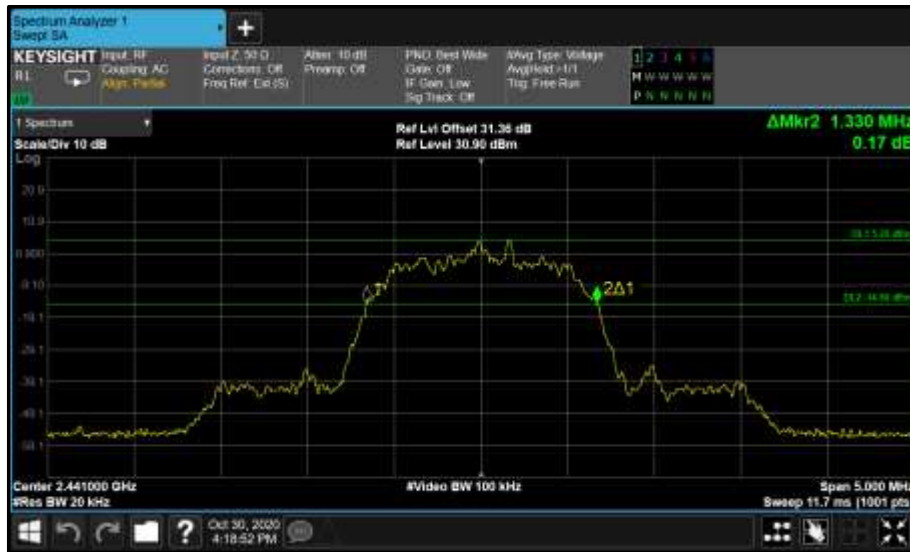 Spectrum Analyzer 1
Swept SA
+
KEYSIGHT
RL
Input: RF
Coupling: AC
Align: Partial
Input Z: 50 Ω
Corrections: Off
Freq Ref: Ext (S)
Atten: 10 dB
Preamp: Off
PNO: Best Wide
Gate: Off
IF Gain: Low
Sig Track: Off
Avg Type: Voltage
Avg|Hold: >1/1
Trig: Free Run
1 2 3 4 5 6
M W W W W W
P N N N N N
1 Spectrum
Scale/Div 10 dB
Ref Lvl Offset 31.36 dB
Ref Level 30.90 dBm
ΔMkr2 1.330 MHz
0.17 dB
Log
20.9
10.9
0.900
-9.10
-19.1
-29.1
-39.1
-49.1
-59.1
2Δ1
Center 2.441000 GHz
#Video BW 100 kHz
Span 5.000 MHz
#Res BW 20 kHz
Sweep 11.7 ms (1001 pts
?
Oct 30, 2020
4:18:52 PM